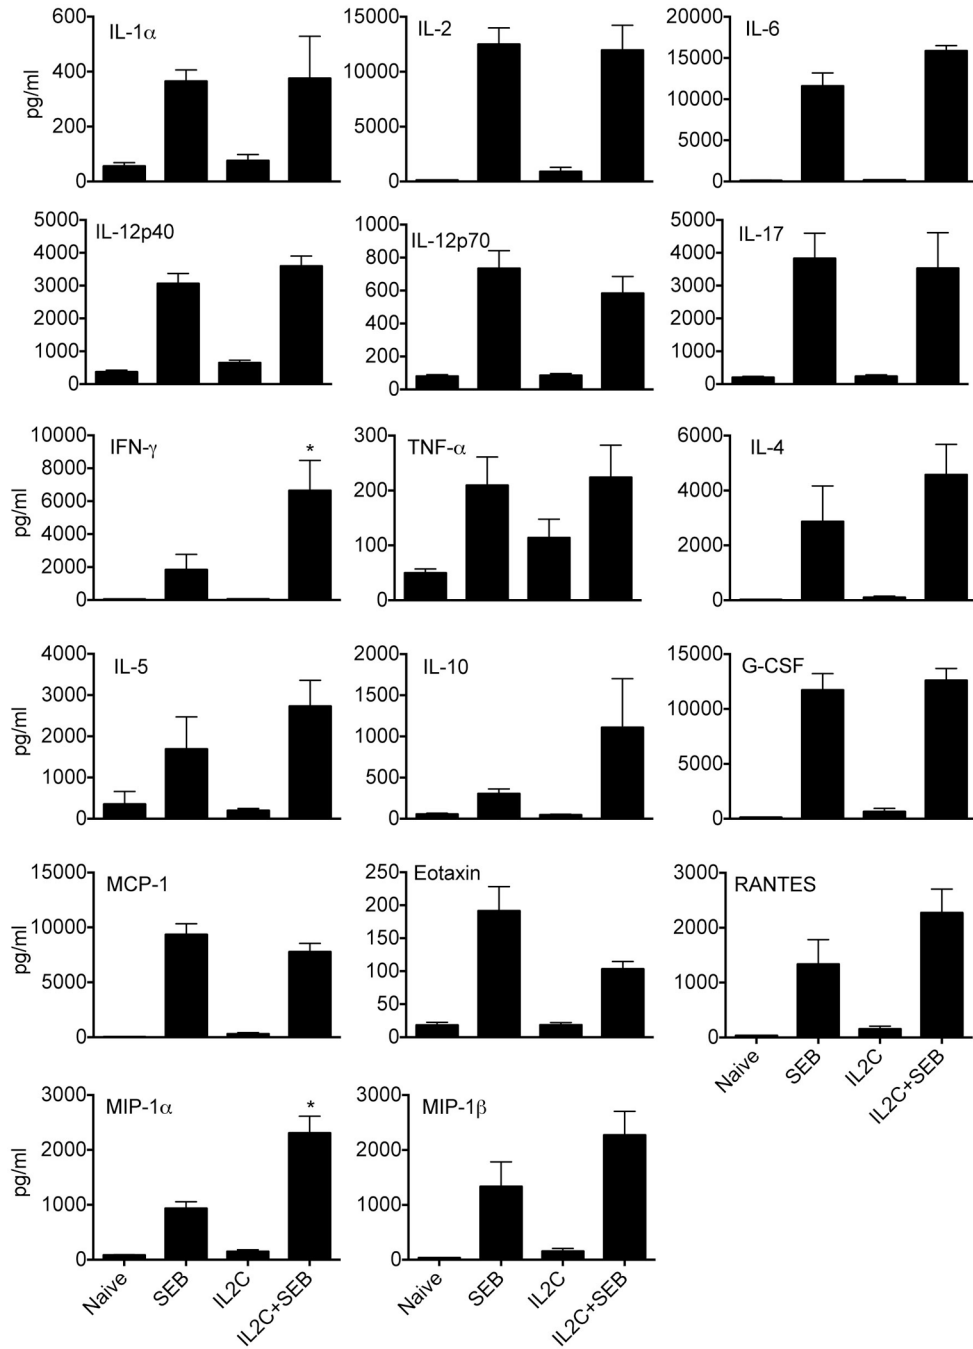 IL-1α
pg/ml
600
400
200
0
IL-2
15000
10000
5000
0
IL-6
20000
15000
10000
5000
0
IL-12p40
5000
4000
3000
2000
1000
0
IL-12p70
1000
800
600
400
200
0
IL-17
5000
4000
3000
2000
1000
0
IFN-γ
pg/ml
10000
8000
6000
4000
2000
0
*
TNF-α
300
200
100
0
IL-4
6000
4000
2000
0
IL-5
pg/ml
4000
3000
2000
1000
0
IL-10
2000
1500
1000
500
0
G-CSF
15000
10000
5000
0
MCP-1
pg/ml
15000
10000
5000
0
Eotaxin
250
200
150
100
50
0
RANTES
3000
2000
1000
0
Naive
SEB
IL2C
IL2C+SEB
MIP-1α
pg/ml
3000
2000
1000
0
*
Naive
SEB
IL2C
IL2C+SEB
MIP-1β
3000
2000
1000
0
Naive
SEB
IL2C
IL2C+SEB